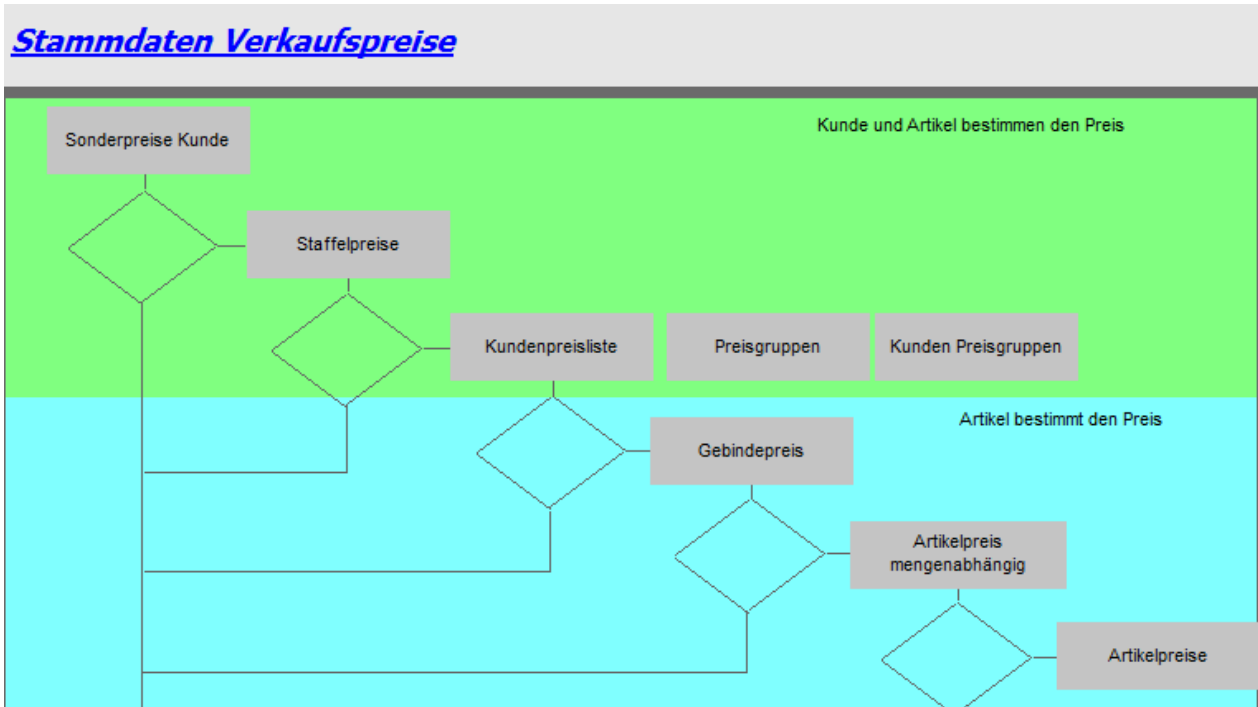 Stammdaten Verkaufspreise
Kunde und Artikel bestimmen den Preis
Sonderpreise Kunde
Staffelpreise
Kundenpreisliste
Preisgruppen
Kunden Preisgruppen
Artikel bestimmt den Preis
Gebindepreis
Artikelpreis
mengenabhängig
Artikelpreise